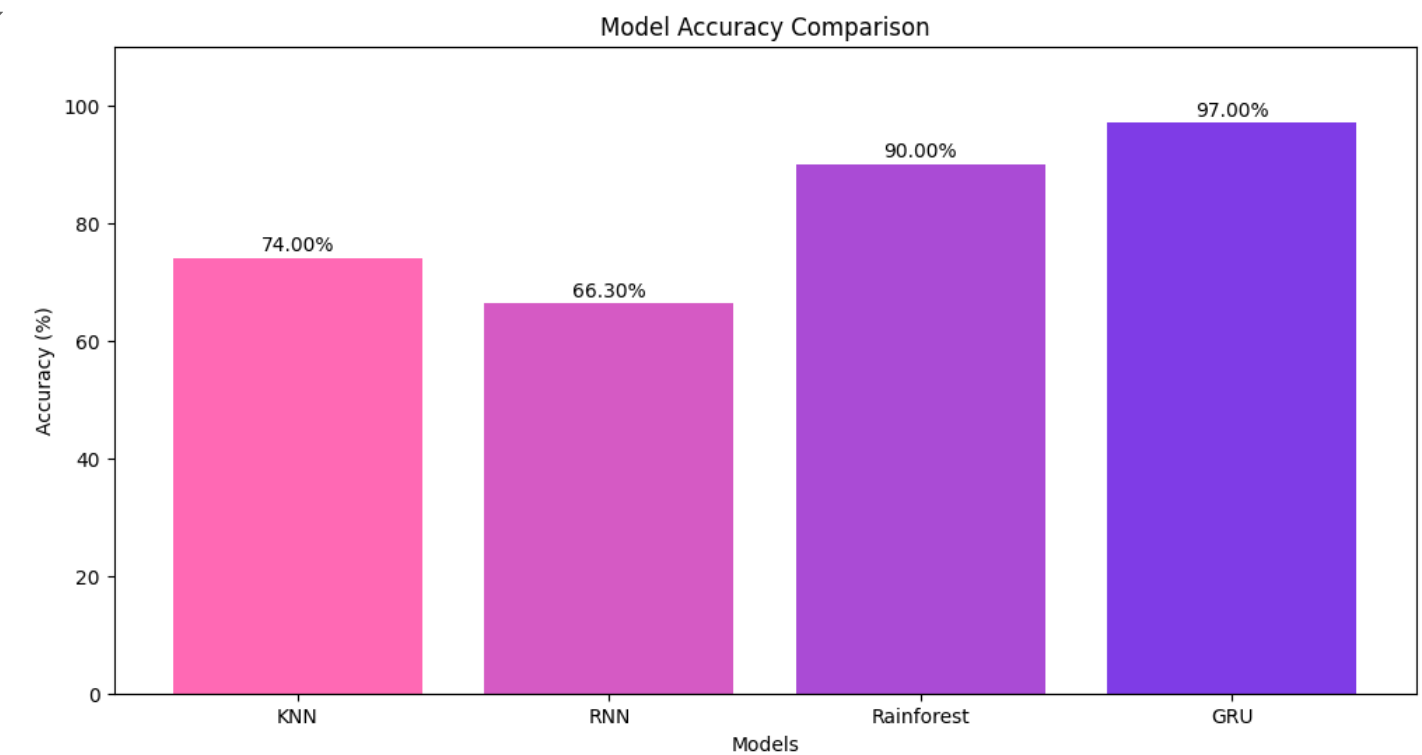 Model Accuracy Comparison
100
80
60
40
20
0
Accuracy (%)
74.00%
66.30%
90.00%
97.00%
KNN
RNN
Rainforest
GRU
Models